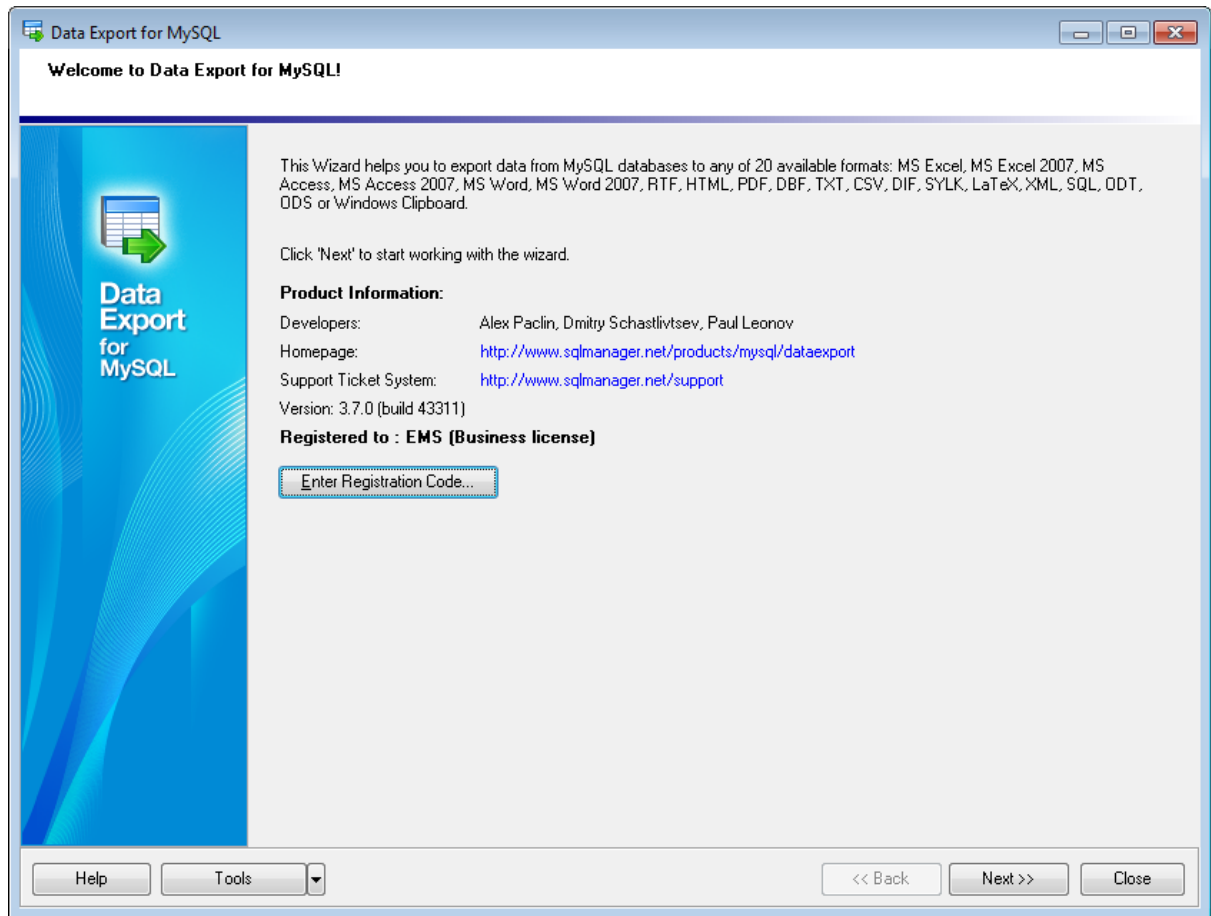 Data Export for MySQL
Welcome to Data Export for MySQL!
Data
Export
for
MySQL
This Wizard helps you to export data from MySQL databases to any of 20 available formats: MS Excel, MS Excel 2007, MS
Access, MS Access 2007, MS Word, MS Word 2007, RTF, HTML, PDF, DBF, TXT, CSV, DIF, SYLK, LaTeX, XML, SQL, ODT,
ODS or Windows Clipboard.
Click 'Next' to start working with the wizard.
Product Information:
Developers: Alex Paclin, Dmitry Schastlivtsev, Paul Leonov
Homepage: http://www.sqlmanager.net/products/mysql/dataexport
Support Ticket System: http://www.sqlmanager.net/support
Version: 3.7.0 (build 43311)
Registered to : EMS (Business license)
Enter Registration Code...
Help Tools << Back Next >> Close